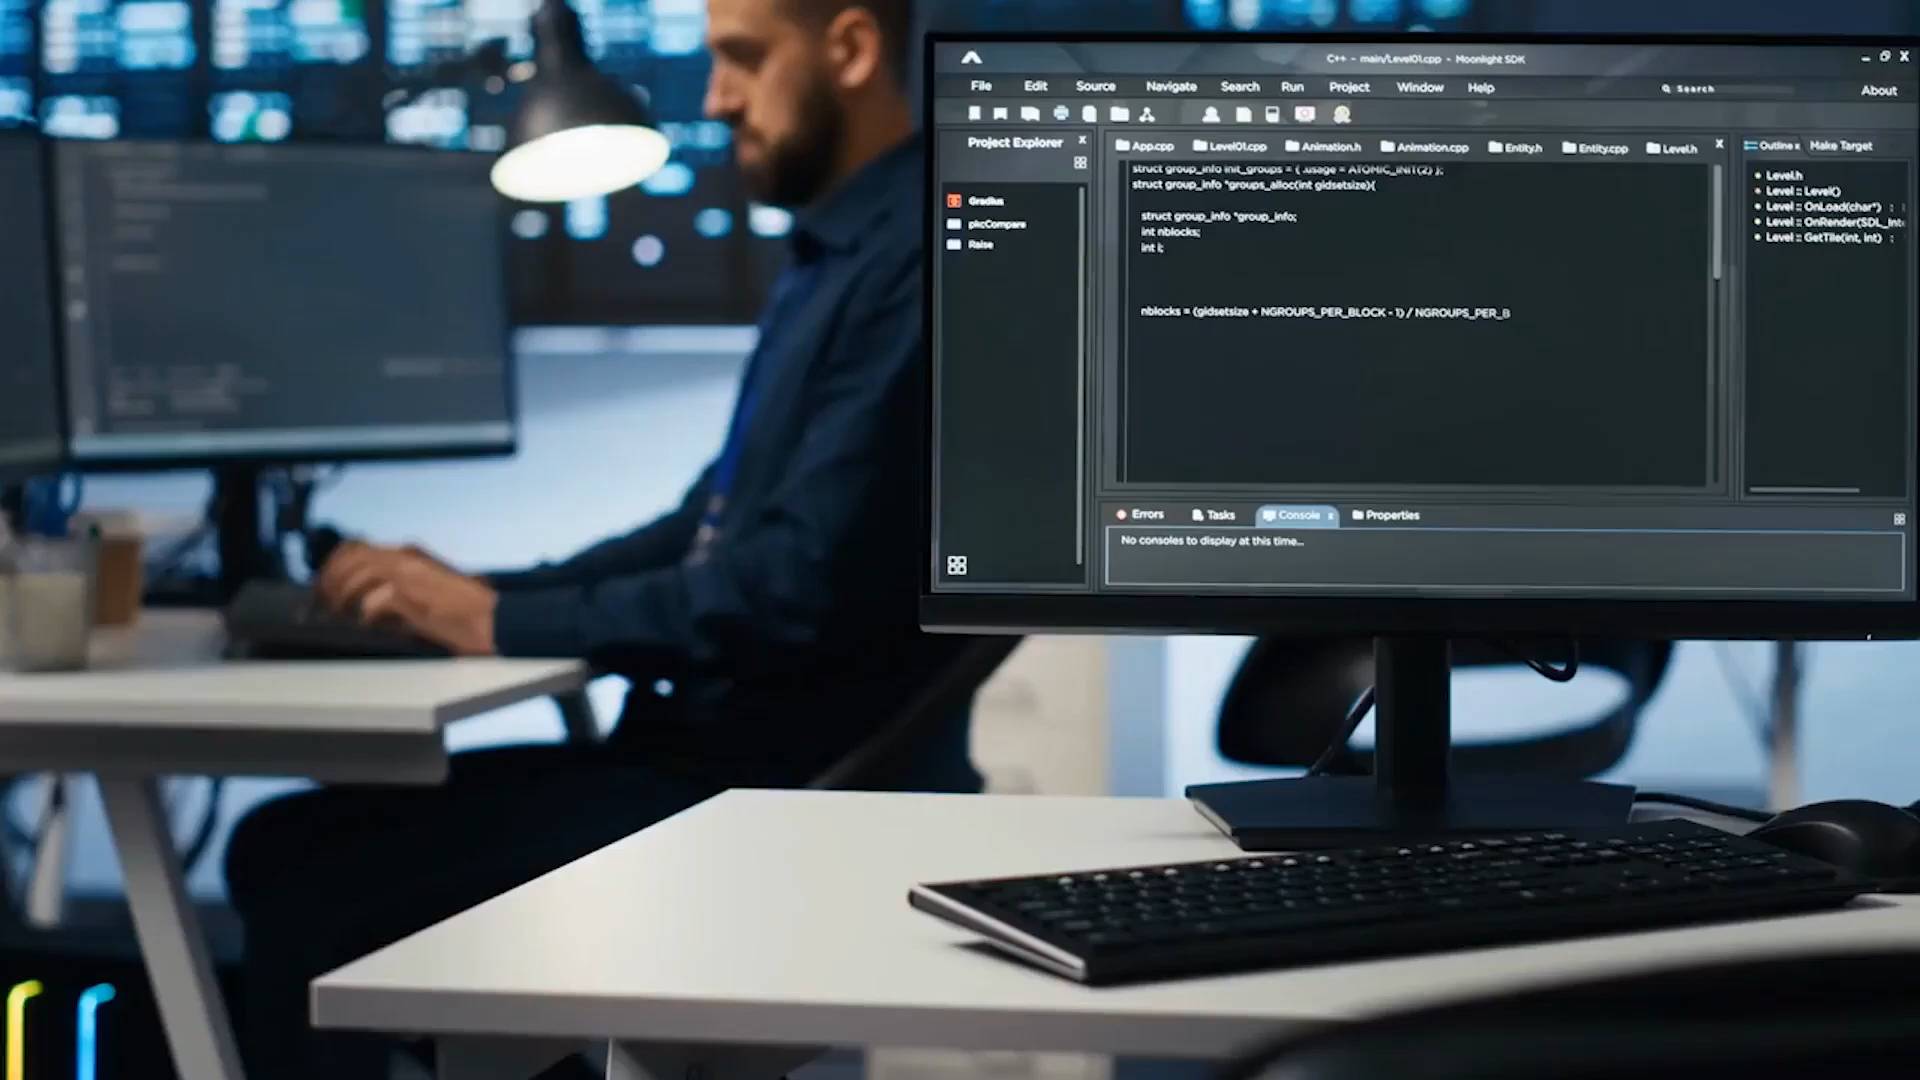 C++ - main/Level01.cpp - Moonlight SDK
File Edit Source Navigate Search Run Project Window Help Search About
Project Explorer
Gradius
pkcCompare
Raise
App.cpp Level01.cpp Animation.h Animation.cpp Entity.h Entity.cpp Level.h
struct group_info init_groups = { .usage = ATOMIC_INIT(2) };
struct group_info *groups_alloc(int gidsetsize){
struct group_info *group_info;
int nblocks;
int i;
nblocks = (gidsetsize + NGROUPS_PER_BLOCK - 1) / NGROUPS_PER_B
Outline Make Target
Level.h
Level :: Level()
Level :: OnLoad(char*) :
Level :: OnRender(SDL_Inte
Level :: GetTile(int, int) :
Errors Tasks Console Properties
No consoles to display at this time...